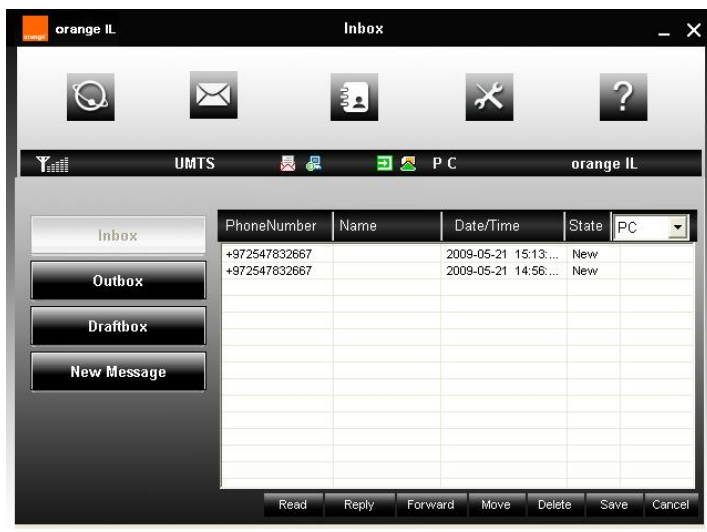 orange IL Inbox
orange
UMTS P C orange IL
PhoneNumber Name Date/Time State PC
+972547832667 2009-05-21 15:13:... New
+972547832667 2009-05-21 14:56:... New
Inbox
Outbox
Draftbox
New Message
Read Reply Forward Move Delete Save Cancel